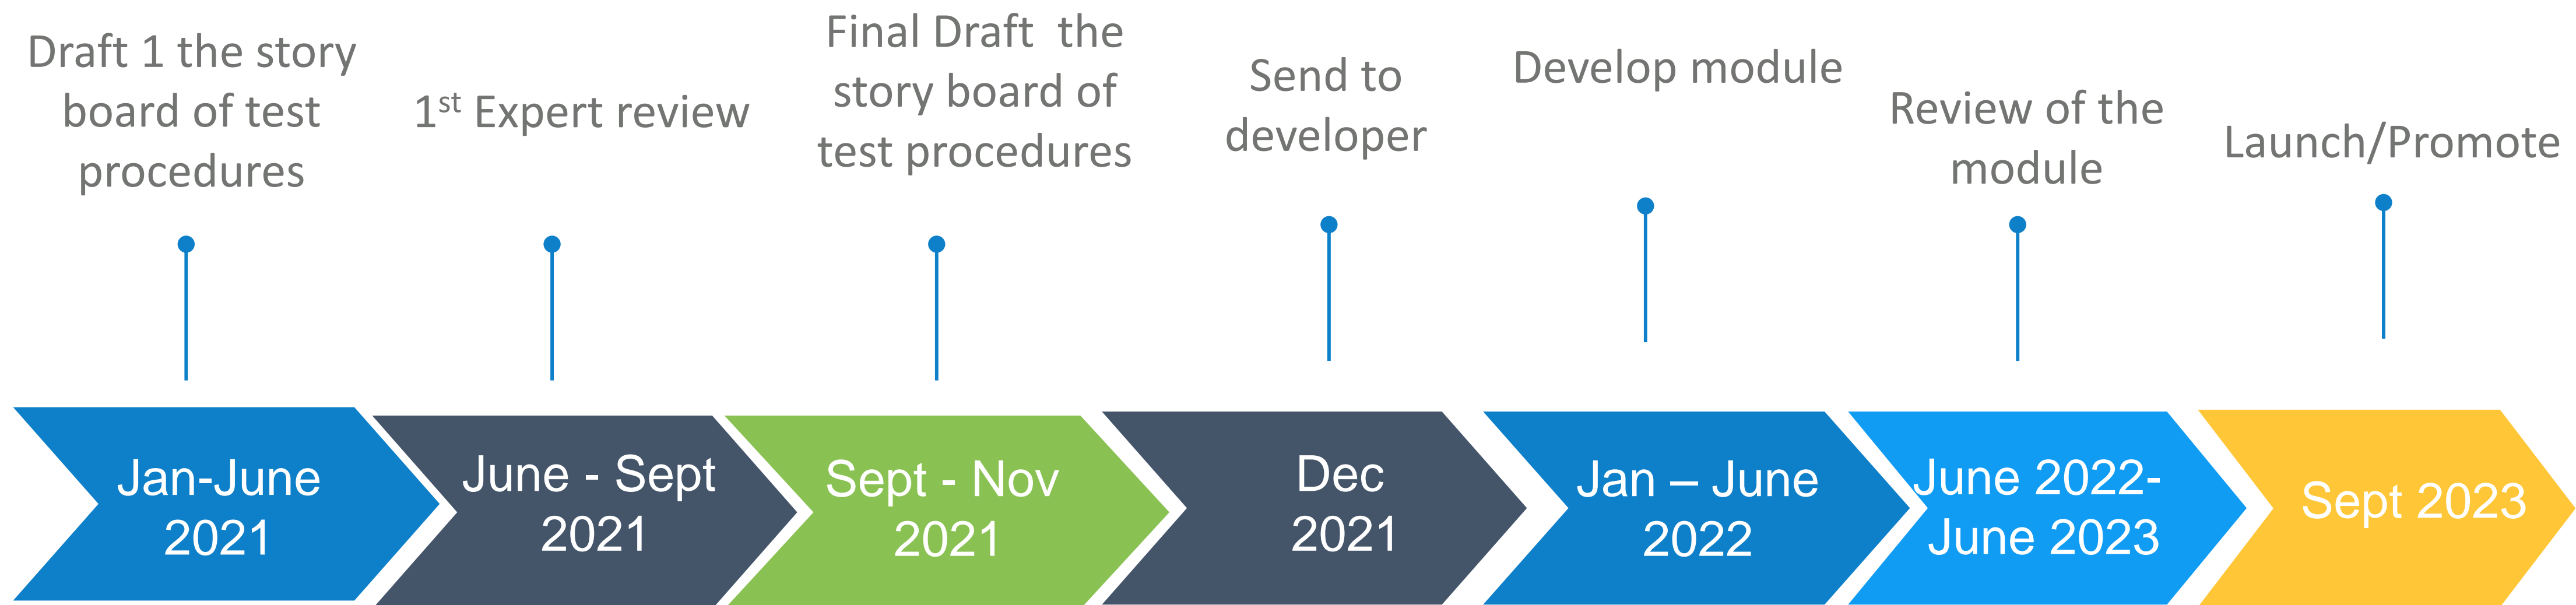 Draft 1 the story
board of test
procedures
1st Expert review
Final Draft  the
story board of
test procedures
Send to
developer
Develop module
Review of the
module
Launch/Promote
Jan-June
2021
June - Sept
2021
Sept - Nov
2021
Dec
2021
Jan – June
2022
June 2022-
June 2023
Sept 2023